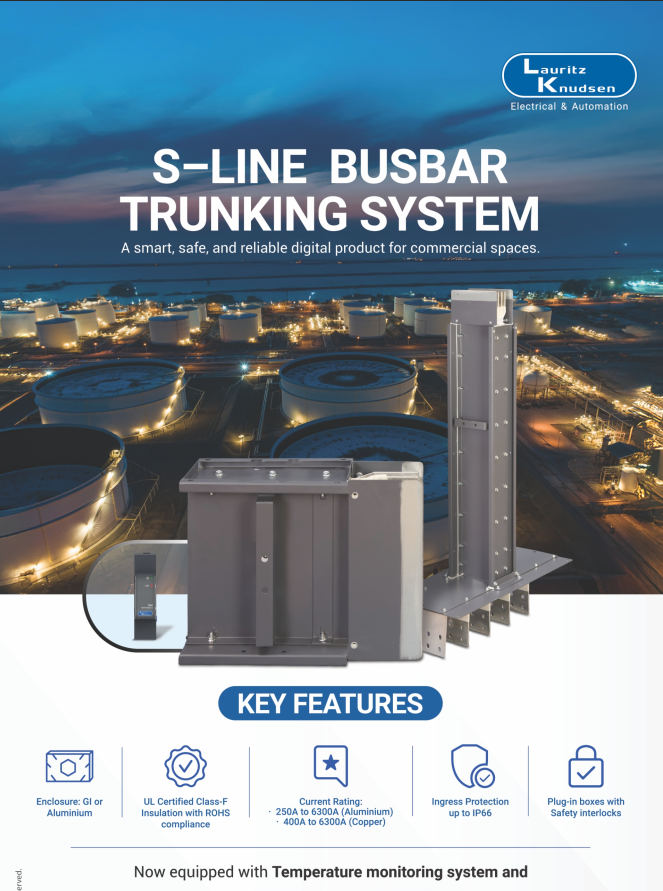 Lauritz
Knudsen
Electrical & Automation
S–LINE BUSBAR
TRUNKING SYSTEM
A smart, safe, and reliable digital product for commercial spaces.
KEY FEATURES
Enclosure: GI or
Aluminium
UL Certified Class-F
Insulation with ROHS
compliance
Current Rating:
· 250A to 6300A (Aluminium)
· 400A to 6300A (Copper)
Ingress Protection
up to IP66
Plug-in boxes with
Safety interlocks
Now equipped with Temperature monitoring system and
erved.